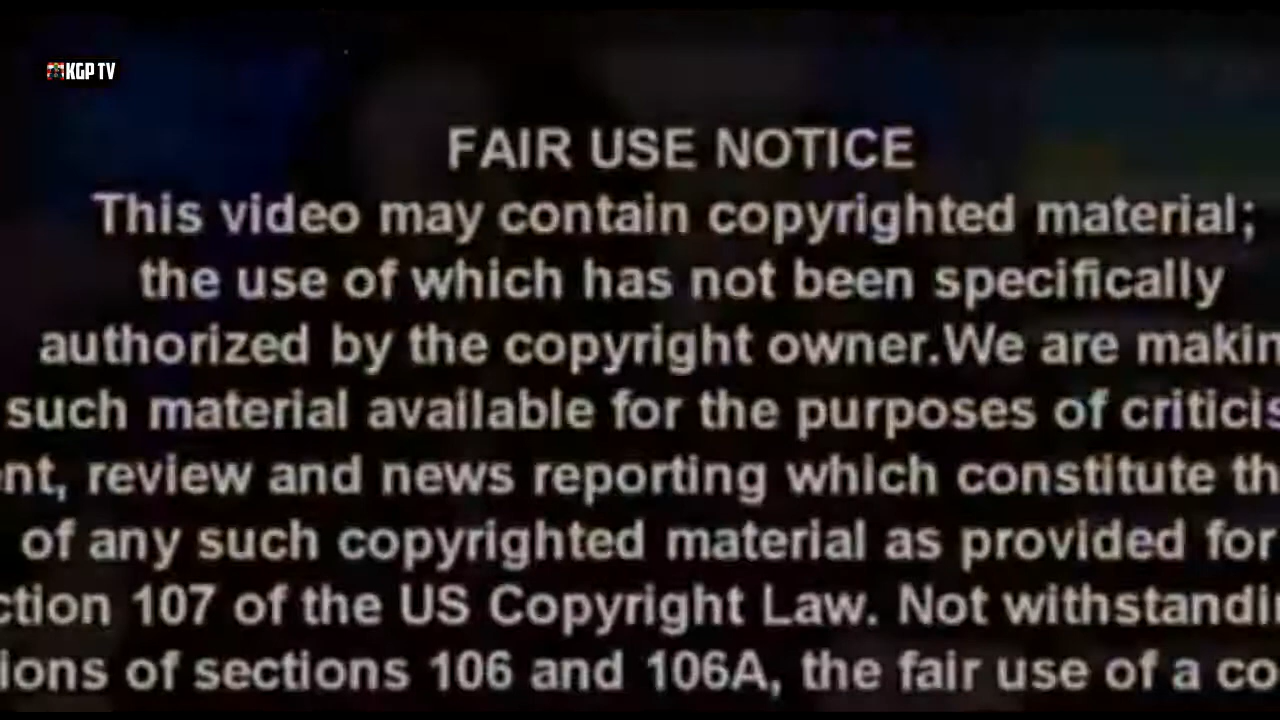 KGP TV
FAIR USE NOTICE
This video may contain copyrighted material;
the use of which has not been specifically
authorized by the copyright owner.We are makin
such material available for the purposes of criticis
nt, review and news reporting which constitute th
of any such copyrighted material as provided for
ction 107 of the US Copyright Law. Not withstandin
ions of sections 106 and 106A, the fair use of a co